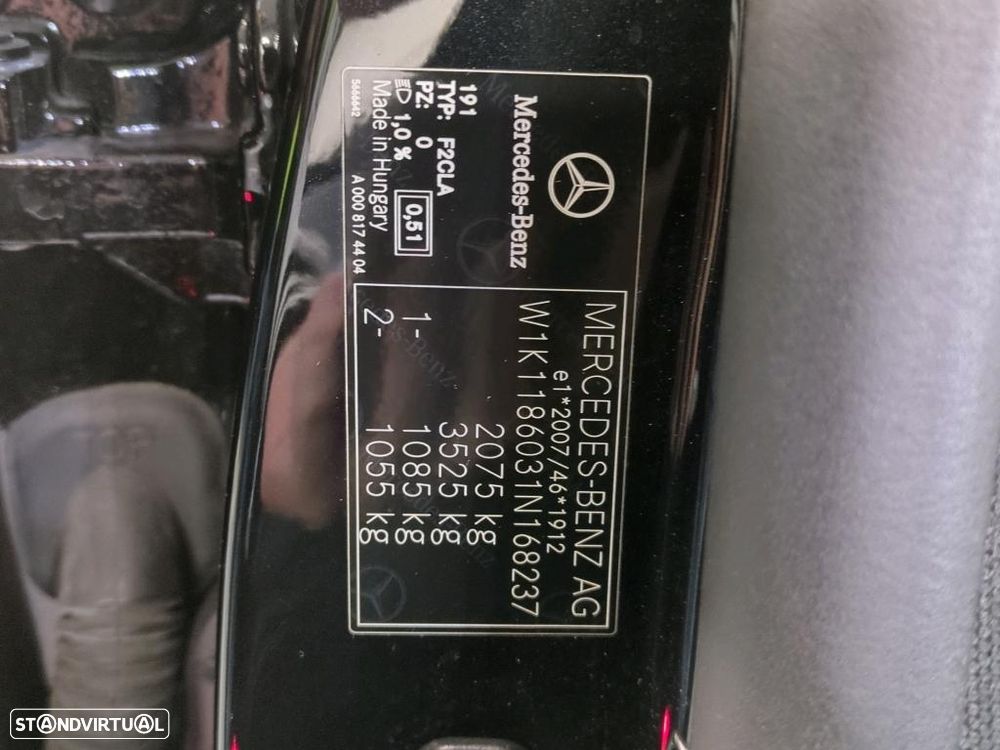 Mercedes-Benz
191
TYP: F2CLA
PZ: 0
1,0 %
0,51
Made in Hungary
5666642
A 000 817 44 04
MERCEDES-BENZ AG
e1*2007/46*1912
W1K1186031N168237
2075 kg
3525 kg
1- 1085 kg
2- 1055 kg
STANDVIRTUAL